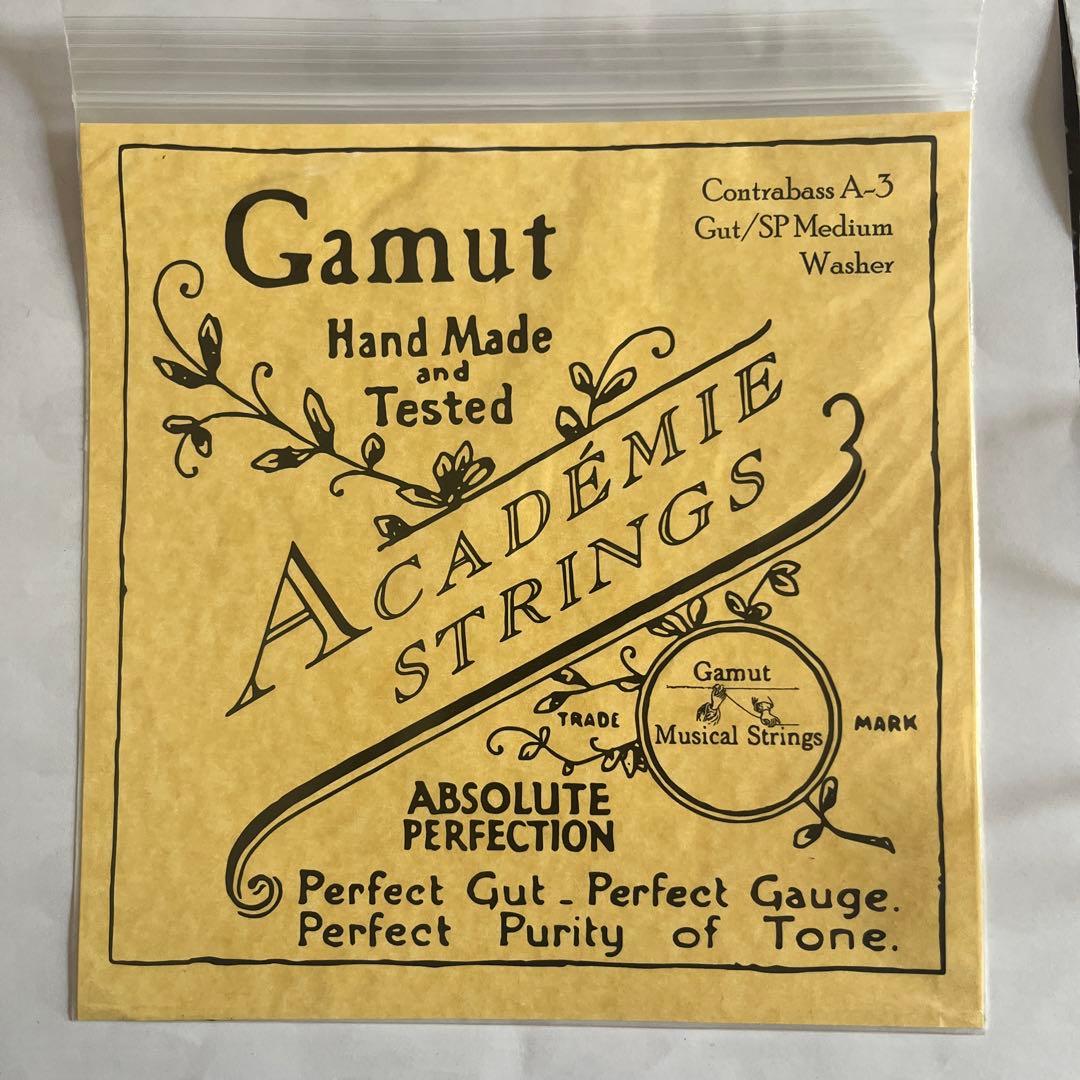 Contrabass A-3
Gut/SP Medium
Washer
Gamut
Hand Made
and
Tested
ACADÉMIE
STRINGS
Gamut
Musical Strings
TRADE
MARK
ABSOLUTE
PERFECTION
Perfect Gut - Perfect Gauge.
Perfect Purity of Tone.